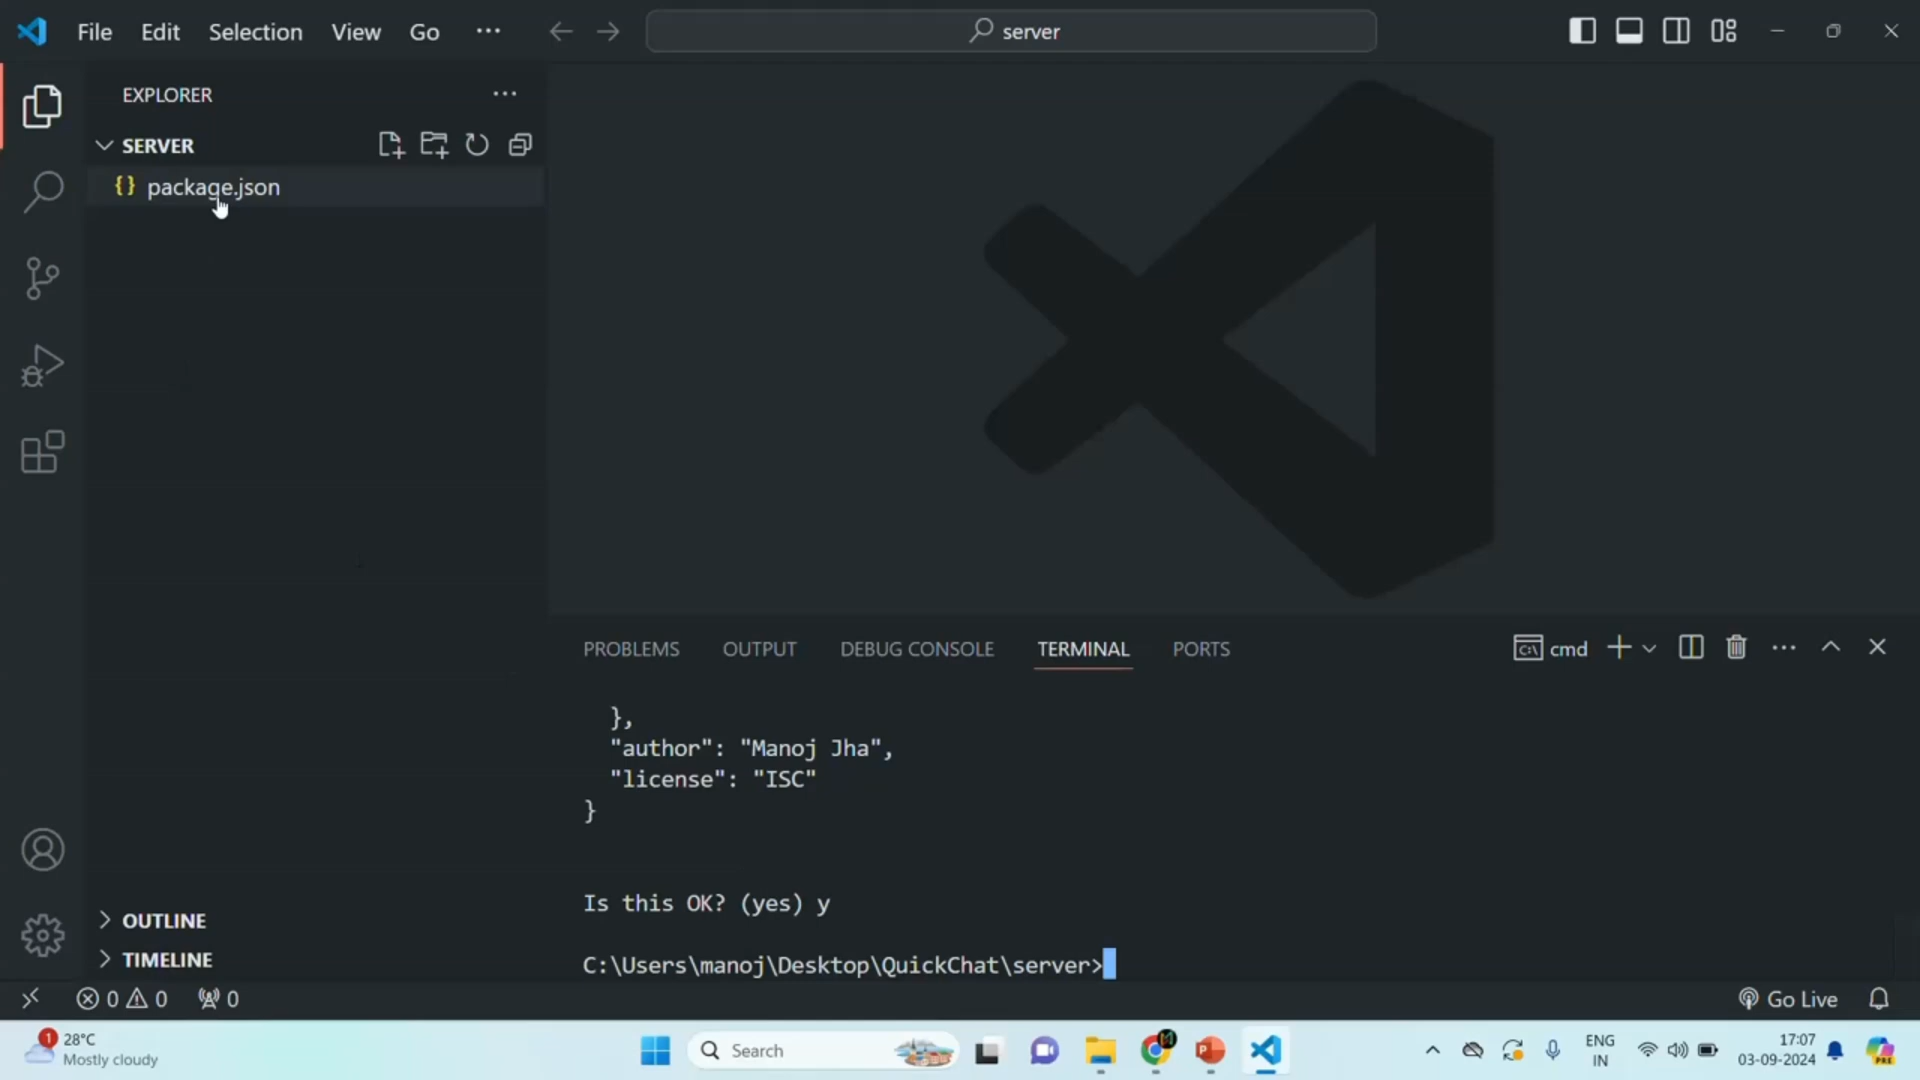 File Edit Selection View Go ··· server
EXPLORER ···
SERVER
{} package.json
PROBLEMS OUTPUT DEBUG CONSOLE TERMINAL PORTS cmd
},
"author": "Manoj Jha",
"license": "ISC"
}
Is this OK? (yes) y
C:\Users\manoj\Desktop\QuickChat\server>
OUTLINE
TIMELINE
0 0 0 Go Live
1 28°C
Mostly cloudy
Search
ENG
IN
17:07
03-09-2024
PRE